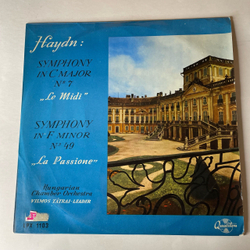 Haydn:
SYMPHONY
IN C MAJOR
Nº 7
„Le Midi”
SYMPHONY
IN F MINOR
Nº 49
„La Passione”
Hungarian
Chamber Orchestra
VILMOS TÁTRAI-LEADER
Qualiton